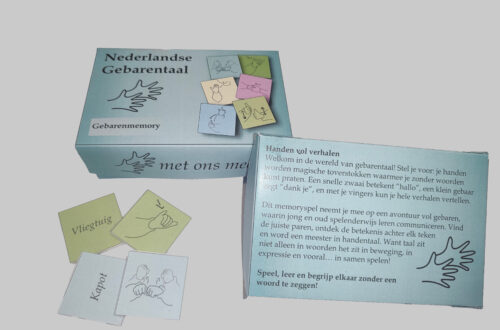 Nederlandse
Gebarentaal
Gebarenmemory
met ons mee
Handen vol verhalen
Welkom in de wereld van gebarentaal! Stel je voor: je handen
worden magische toverstokken waarmee je zonder woorden
kunt praten. Een snelle zwaai betekent "hallo", een klein gebaar
zegt "dank je", en met je vingers kun je hele verhalen vertellen.
Dit memoryspel neemt je mee op een avontuur vol gebaren,
waarin jong en oud spelenderwijs leren communiceren. Vind
de juiste paren, ontdek de betekenis achter elk teken
en word een meester in handentaal. Want taal zit
niet alleen in woorden het zit in beweging, in
expressie en vooral... in samen spelen!
Speel, leer en begrijp elkaar zonder een
woord te zeggen!
Vliegtuig
Kapot